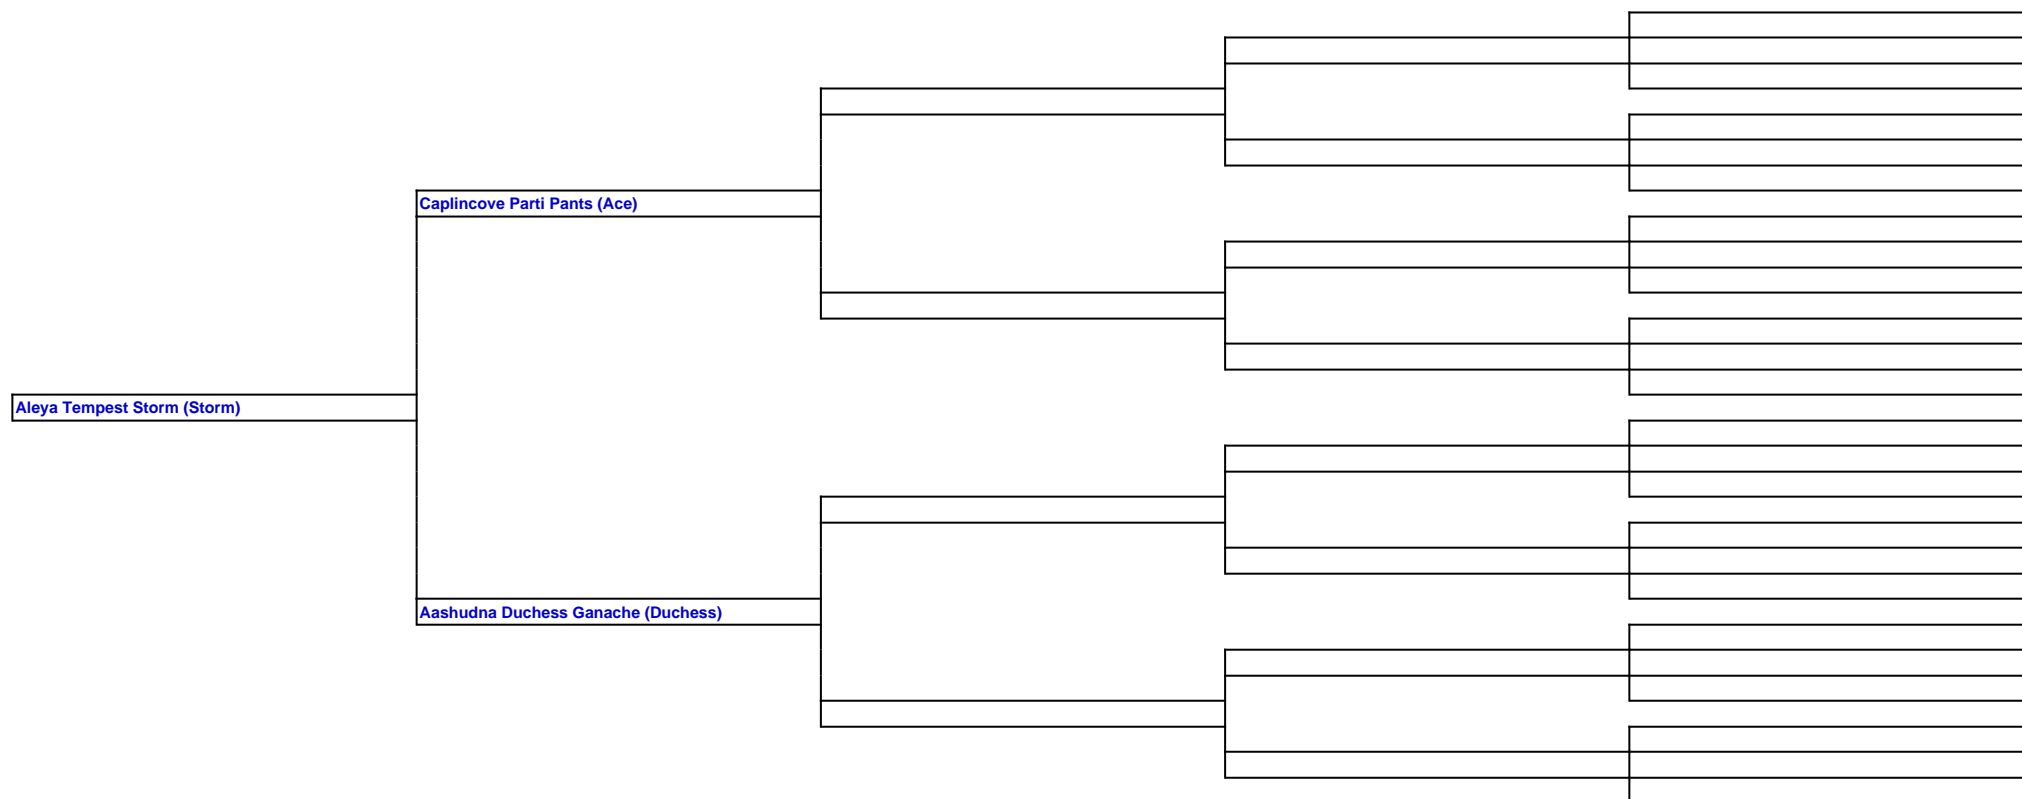 Caplincove Parti Pants (Ace)
Aleya Tempest Storm (Storm)
Aashudna Duchess Ganache (Duchess)